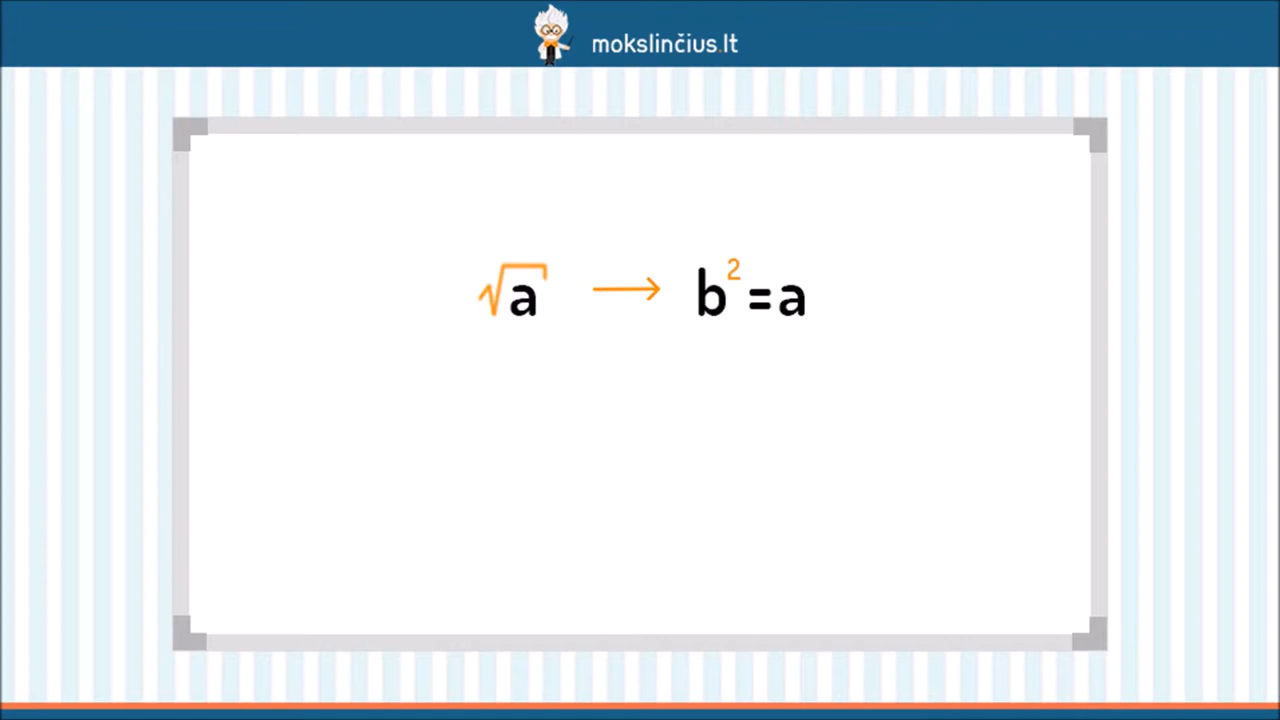 mokslinčius.lt
√a → b²=a